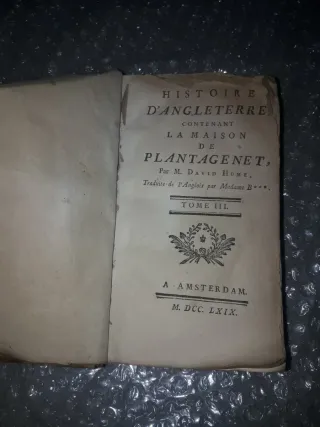 HISTOIRE
D'ANGLETERRE,
CONTENANT
LA MAISON
DE
PLANTAGENET,
Par M. DAVID HUME,
Traduite de l'Anglois par Madame B***.
TOME III.
A AMSTERDAM.
M. DCC. LXIX.